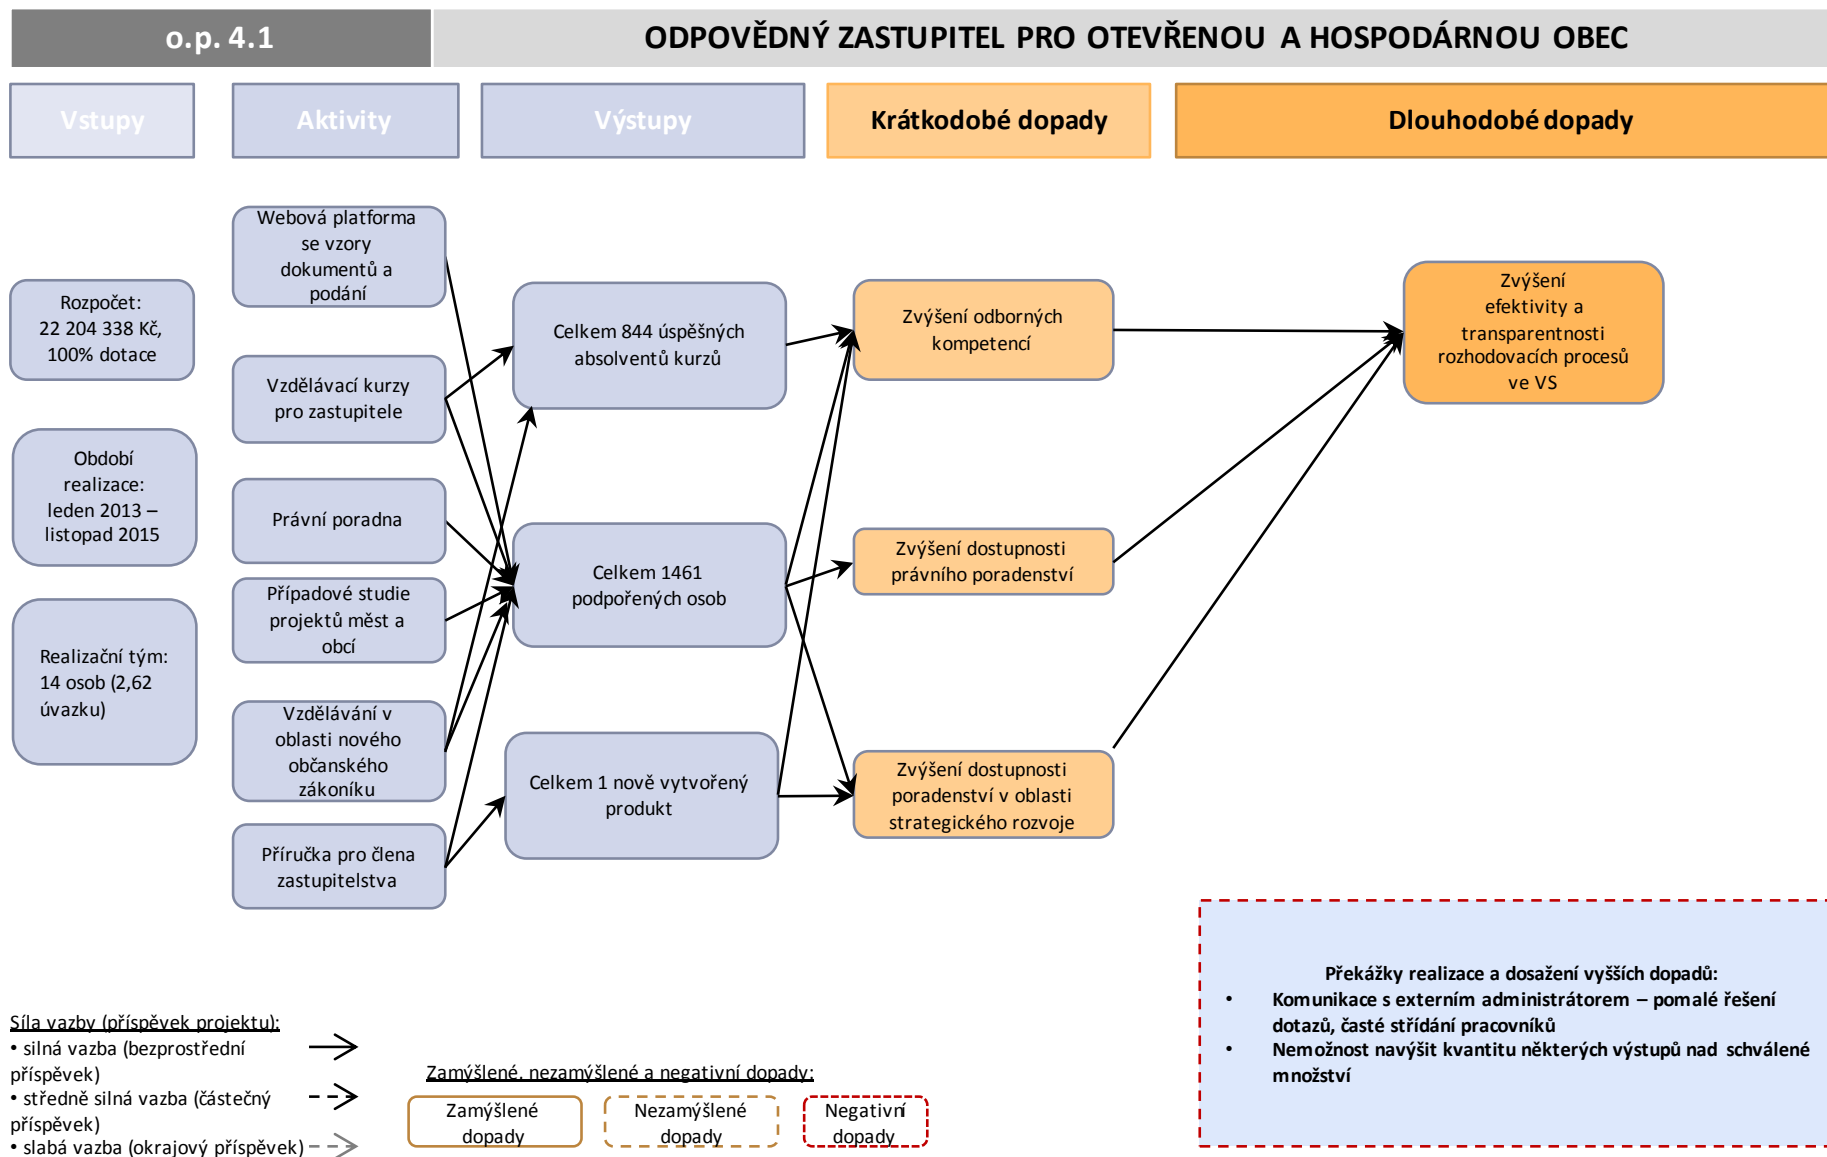 o.p. 4.1
ODPOVĚDNÝ ZASTUPITEL PRO OTEVŘENOU A HOSPODÁRNOU OBEC
Vstupy
Aktivity
Výstupy
Krátkodobé dopady
Dlouhodobé dopady
Rozpočet:
22 204 338 Kč,
100% dotace
Období
realizace:
leden 2013 –
listopad 2015
Realizační tým:
14 osob (2,62
úvazku)
Webová platforma
se vzory
dokumentů a
podání
Vzdělávací kurzy
pro zastupitele
Právní poradna
Případové studie
projektů měst a
obcí
Vzdělávání v
oblasti nového
občanského
zákoníku
Příručka pro člena
zastupitelstva
Celkem 844 úspěšných
absolventů kurzů
Celkem 1461
podpořených osob
Celkem 1 nově vytvořený
produkt
Zvýšení odborných
kompetencí
Zvýšení dostupnosti
právního poradenství
Zvýšení dostupnosti
poradenství v oblasti
strategického rozvoje
Zvýšení
efektivity a
transparentnosti
rozhodovacích procesů
ve VS
Překážky realizace a dosažení vyšších dopadů:
• Komunikace s externím administrátorem – pomalé řešení
dotazů, časté střídání pracovníků
• Nemožnost navýšit kvantitu některých výstupů nad schválené
množství
Síla vazby (příspěvek projektu):
• silná vazba (bezprostřední
příspěvek)
• středně silná vazba (částečný
příspěvek)
• slabá vazba (okrajový příspěvek)
Zamýšlené, nezamýšlené a negativní dopady:
Zamýšlené
dopady
Nezamýšlené
dopady
Negativní
dopady